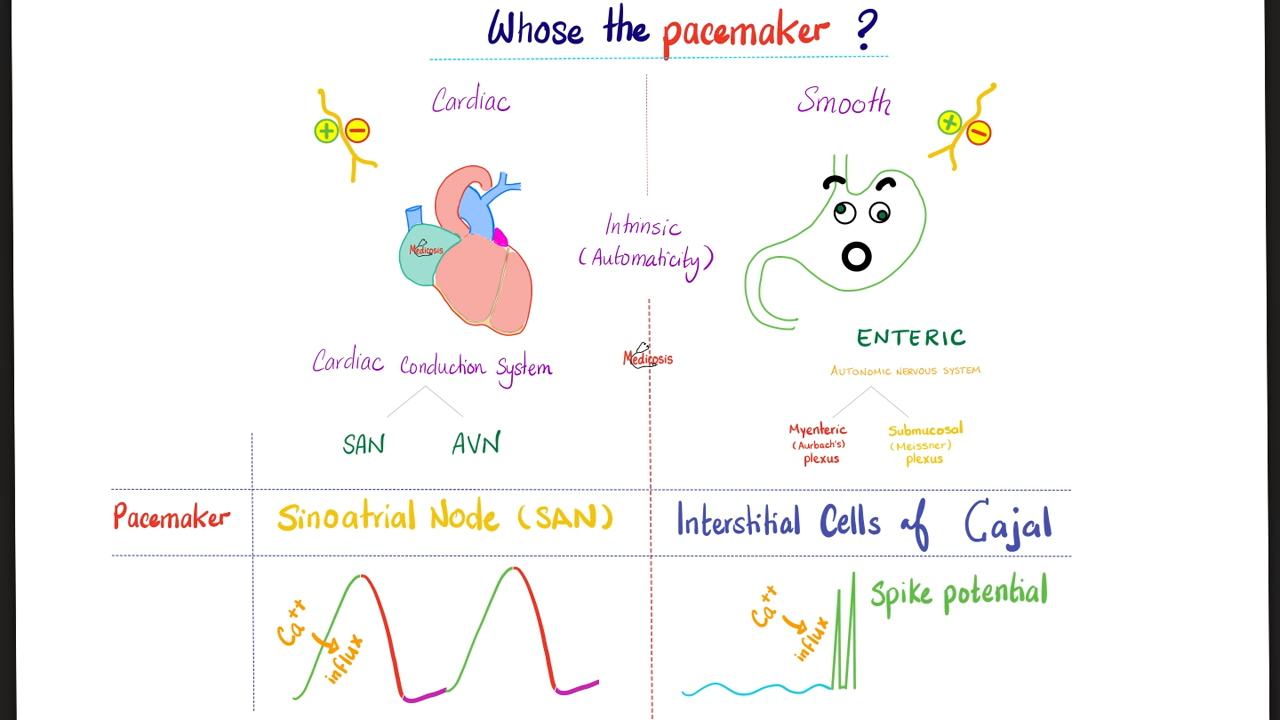 Whose the pacemaker ?
Cardiac
Smooth
+ −
+ −
Medicosis
Intrinsic
(Automaticity)
Medicosis
Cardiac Conduction System
SAN AVN
ENTERIC
AUTONOMIC NERVOUS SYSTEM
Myenteric
(Aurbach's)
plexus
Submucosal
(Meissner)
plexus
Pacemaker
Sinoatrial Node (SAN)
Interstitial Cells of Cajal
Ca++
influx
Ca++
influx
Spike potential